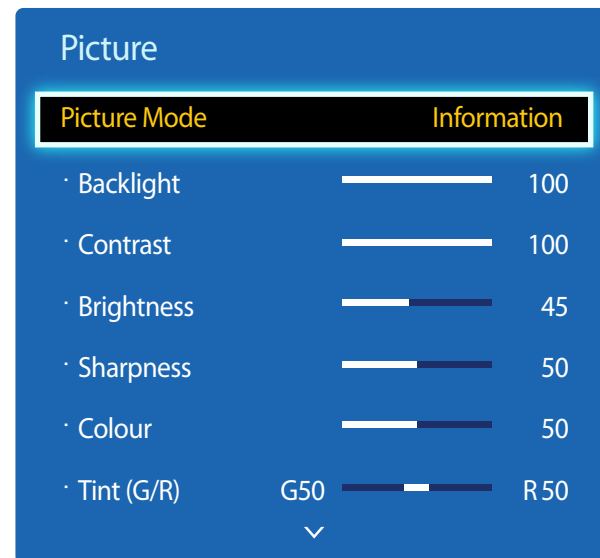 Picture
Picture Mode Information
· Backlight 100
· Contrast 100
· Brightness 45
· Sharpness 50
· Colour 50
· Tint (G/R) G50 R50